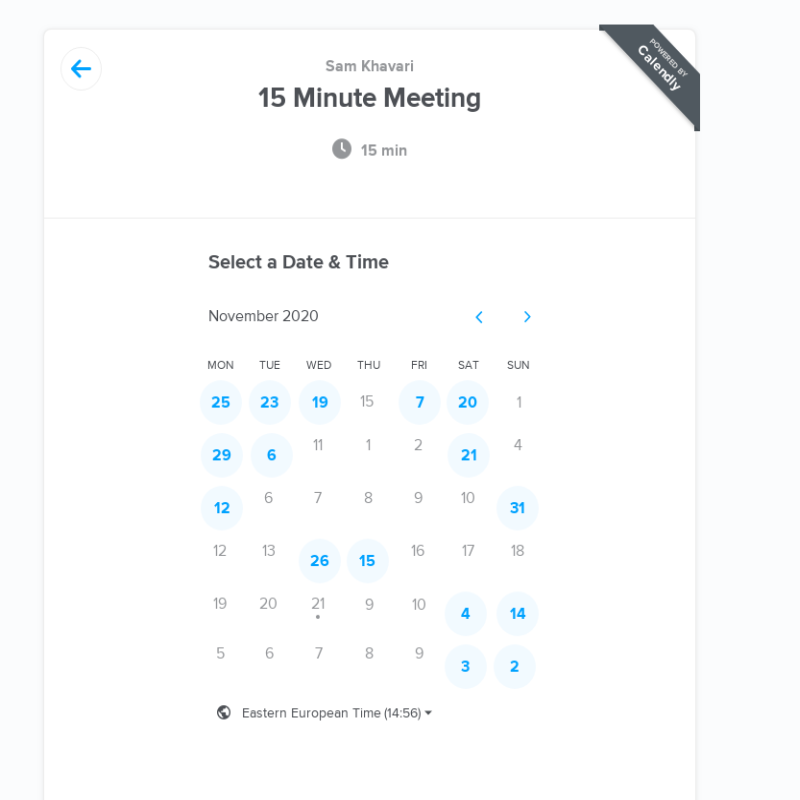 POWERED BY
Calendly
Sam Khavari
15 Minute Meeting
15 min
Select a Date & Time
November 2020
MON TUE WED THU FRI SAT SUN
25 23 19 15 7 20 1
29 6 11 1 2 21 4
12 6 7 8 9 10 31
12 13 26 15 16 17 18
19 20 21 9 10 4 14
5 6 7 8 9 3 2
Eastern European Time (14:56)